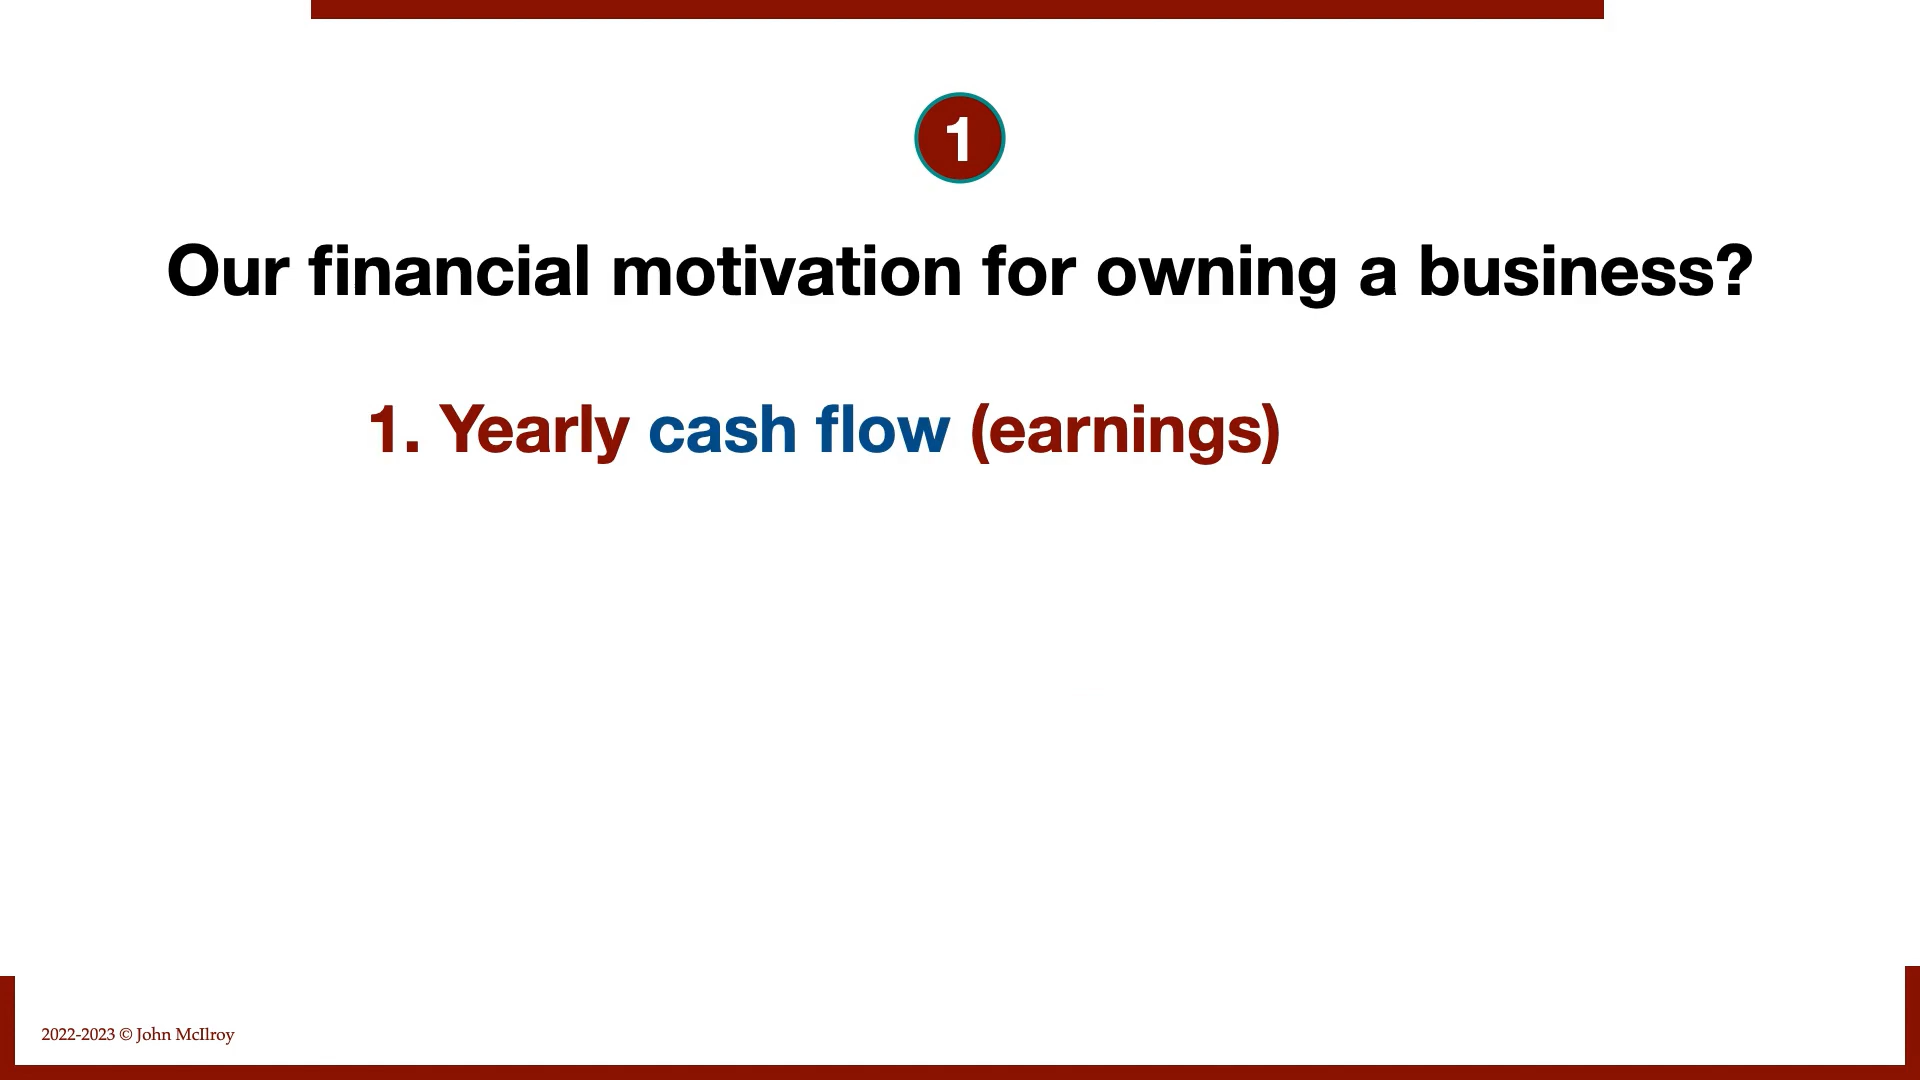 1
Our financial motivation for owning a business?
1. Yearly cash flow (earnings)
2022-2023 © John McIlroy